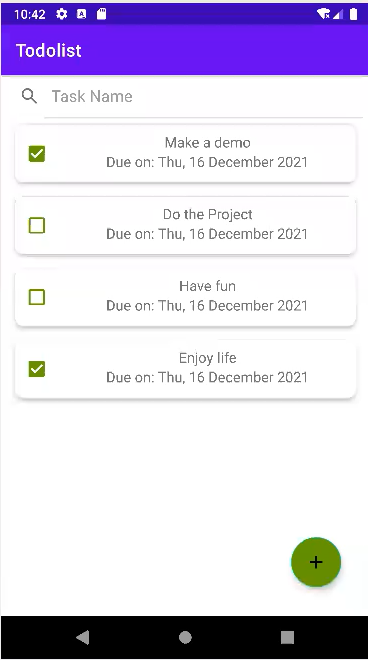 10:42
Todolist
Task Name
Make a demo
Due on: Thu, 16 December 2021
Do the Project
Due on: Thu, 16 December 2021
Have fun
Due on: Thu, 16 December 2021
Enjoy life
Due on: Thu, 16 December 2021